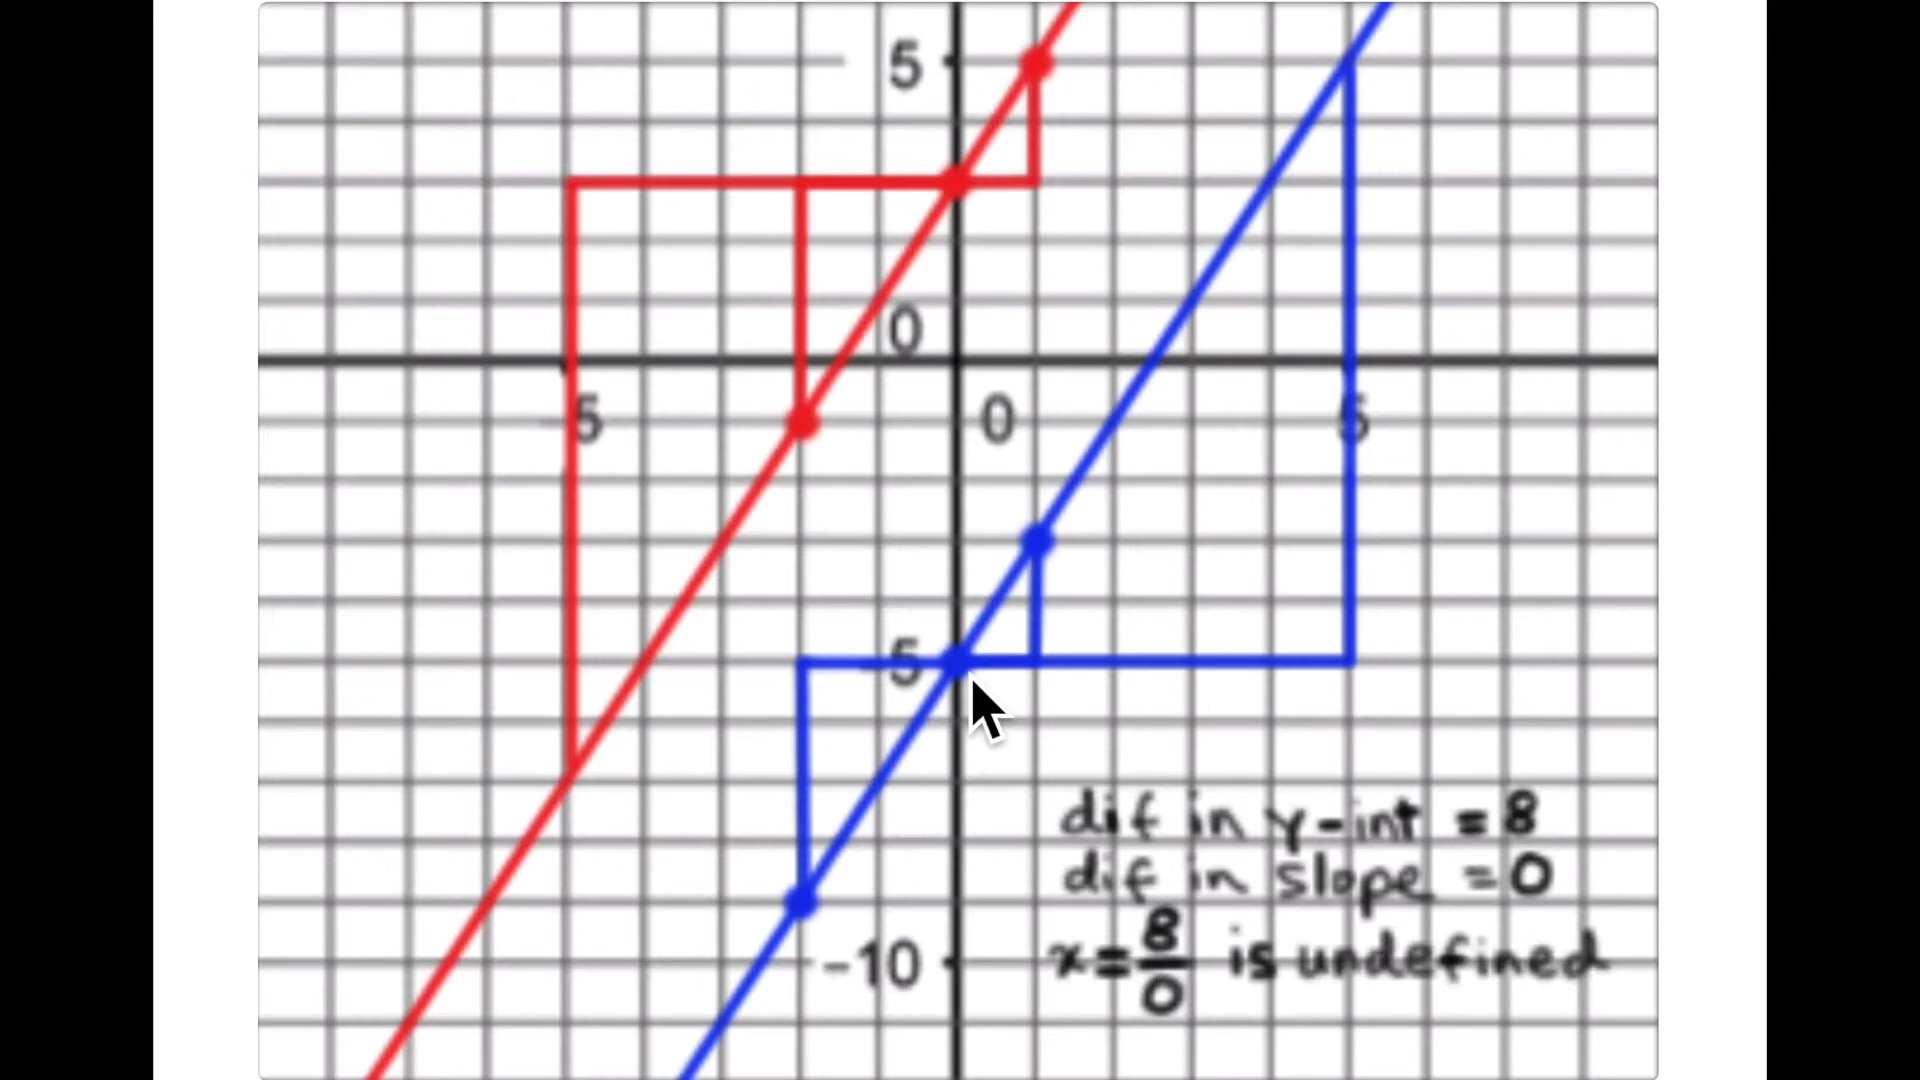 5
0
-5
0
5
-5
dif in y-int = 8
dif in slope = 0
-10
x = 8/0 is undefined